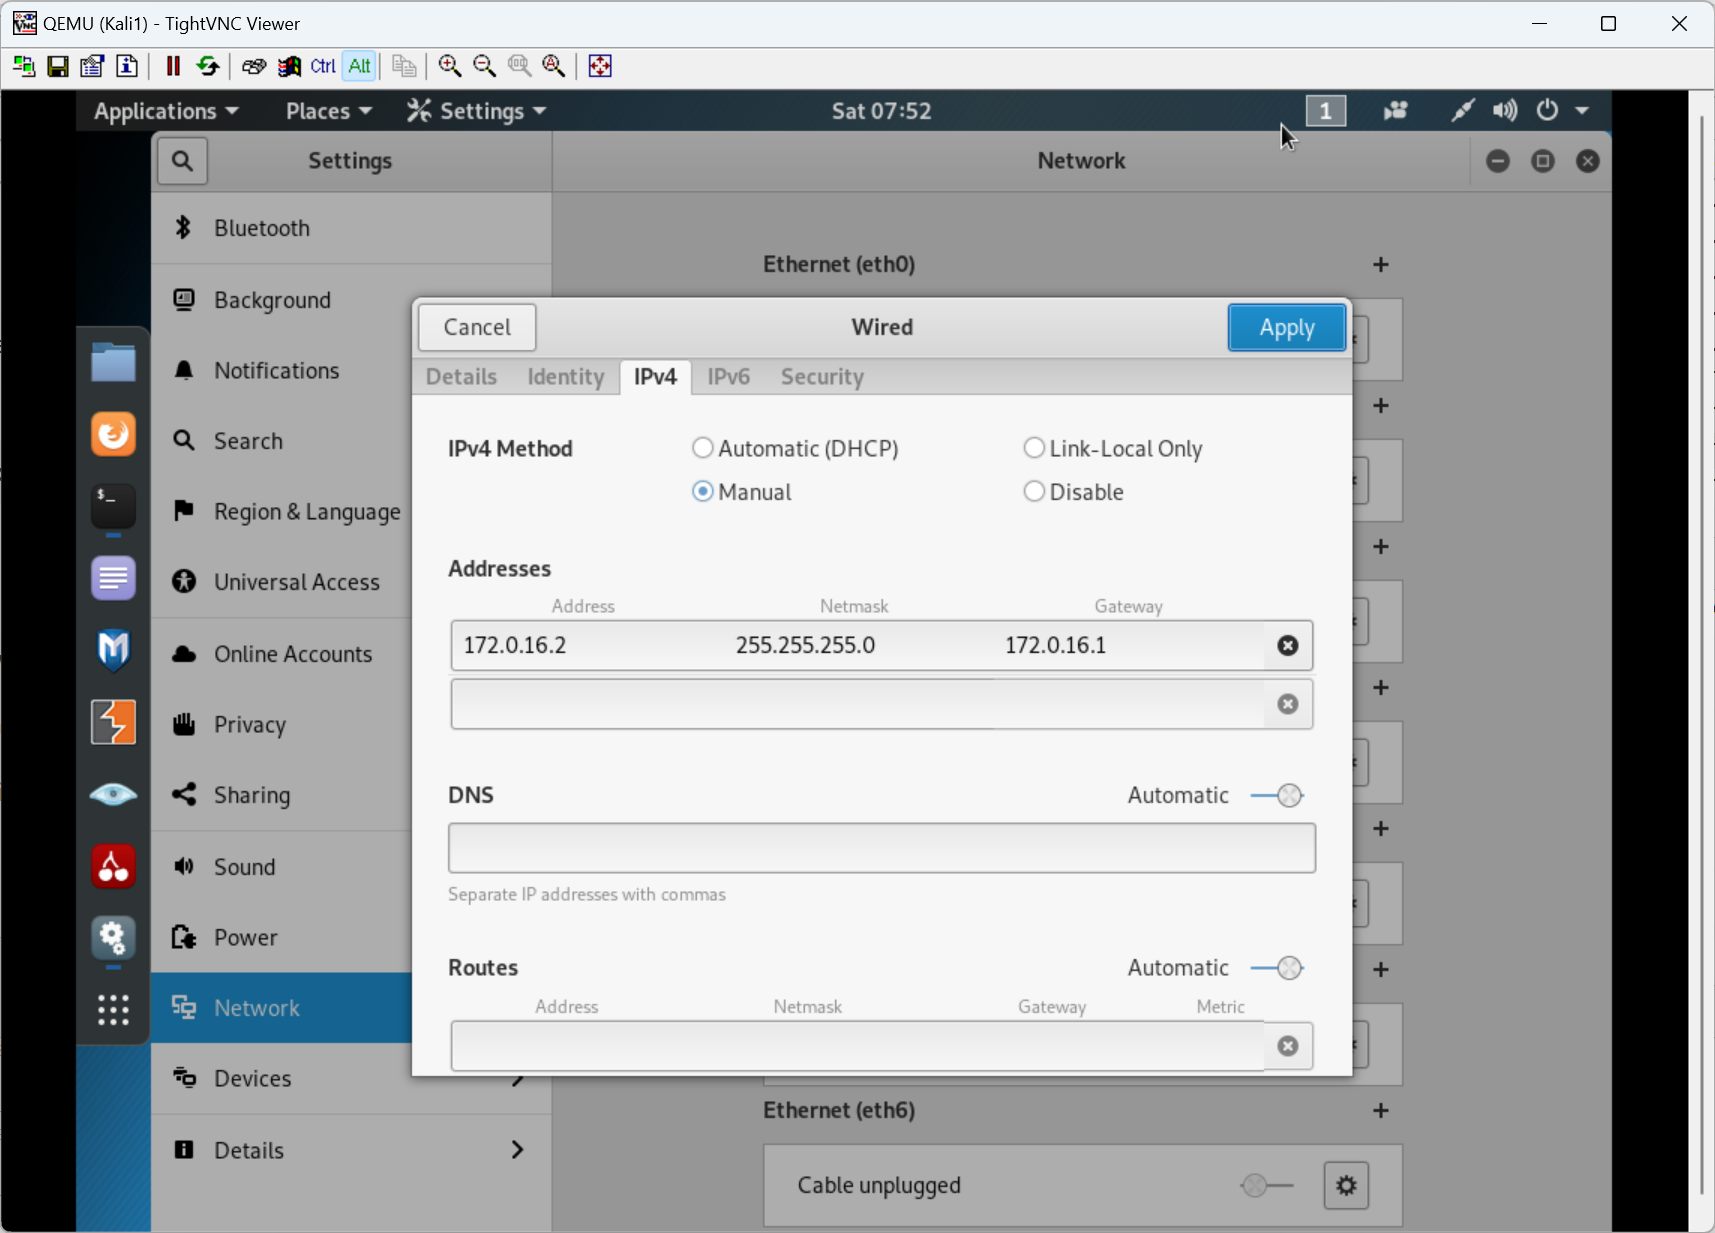 QEMU (Kali1) - TightVNC Viewer
Ctrl Alt
Applications Places Settings Sat 07:52 1
Settings Network
Bluetooth
Background
Notifications
Search
Region & Language
Universal Access
Online Accounts
Privacy
Sharing
Sound
Power
Network
Devices
Details
Ethernet (eth0)
Cancel Wired Apply
Details Identity IPv4 IPv6 Security
IPv4 Method Automatic (DHCP) Link-Local Only
Manual Disable
Addresses
Address Netmask Gateway
172.0.16.2 255.255.255.0 172.0.16.1
DNS Automatic
Separate IP addresses with commas
Routes Automatic
Address Netmask Gateway Metric
Ethernet (eth6)
Cable unplugged